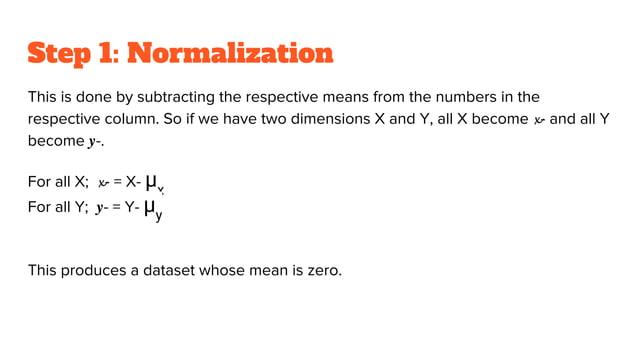 Step 1: Normalization
This is done by subtracting the respective means from the numbers in the
respective column. So if we have two dimensions X and Y, all X become 𝓍- and all Y
become 𝒚-.
For all X; 𝓍- = X- μₓ
For all Y; 𝒚- = Y- μy
This produces a dataset whose mean is zero.